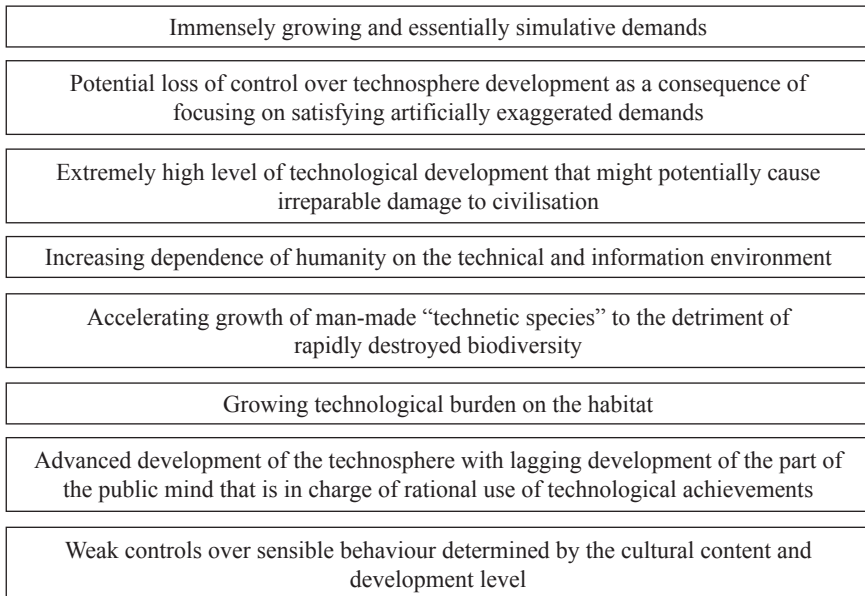 Immensely growing and essentially simulative demands
Potential loss of control over technosphere development as a consequence of
focusing on satisfying artificially exaggerated demands
Extremely high level of technological development that might potentially cause
irreparable damage to civilisation
Increasing dependence of humanity on the technical and information environment
Accelerating growth of man-made “technetic species” to the detriment of
rapidly destroyed biodiversity
Growing technological burden on the habitat
Advanced development of the technosphere with lagging development of the part of
the public mind that is in charge of rational use of technological achievements
Weak controls over sensible behaviour determined by the cultural content and
development level